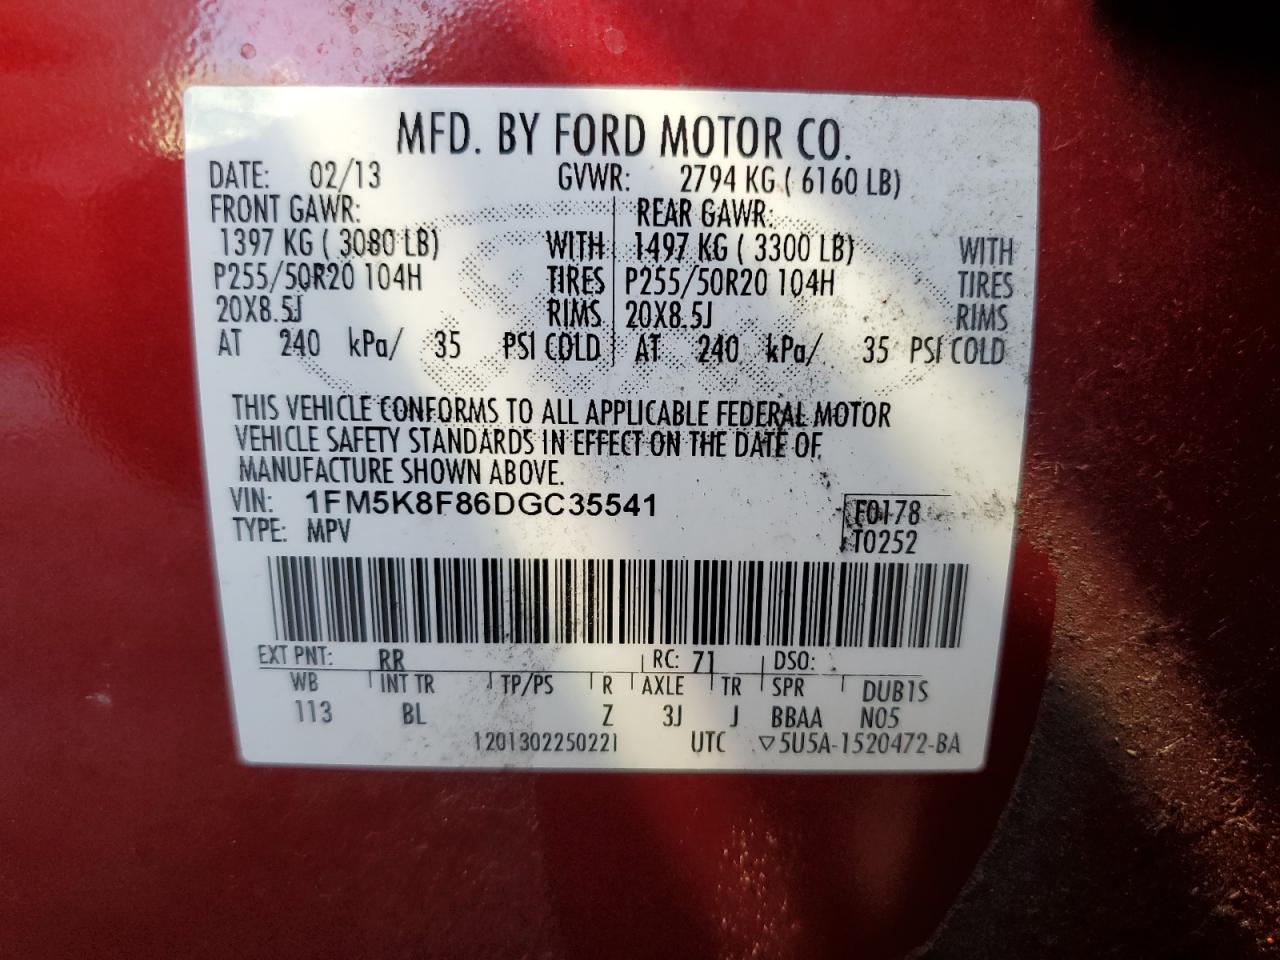 MFD. BY FORD MOTOR CO.
DATE: 02/13 GVWR: 2794 KG ( 6160 LB)
FRONT GAWR: REAR GAWR:
1397 KG ( 3080 LB) WITH 1497 KG ( 3300 LB) WITH
P255/50R20 104H TIRES P255/50R20 104H TIRES
20X8.5J RIMS 20X8.5J RIMS
AT 240 kPa/ 35 PSI COLD AT 240 kPa/ 35 PSI COLD
THIS VEHICLE CONFORMS TO ALL APPLICABLE FEDERAL MOTOR
VEHICLE SAFETY STANDARDS IN EFFECT ON THE DATE OF
MANUFACTURE SHOWN ABOVE.
VIN: 1FM5K8F86DGC35541 F0178
TYPE: MPV T0252
EXT PNT: RR RC: 71 DSO:
WB INT TR TP/PS R AXLE TR SPR DUB1S
113 BL Z 3J J BBAA N05
1201302250221 UTC ▽5U5A-1520472-BA